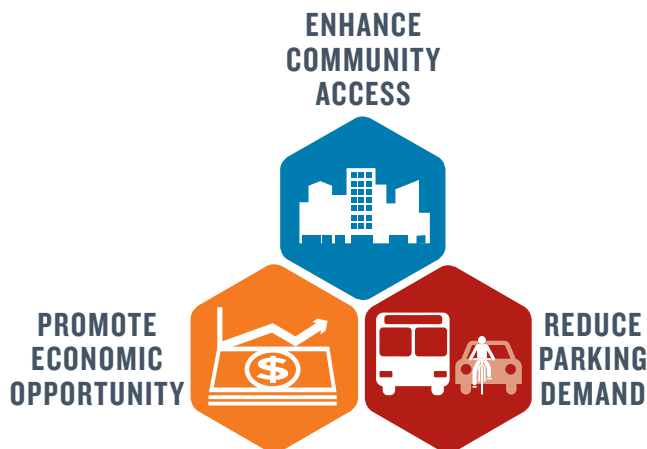 ENHANCE
COMMUNITY
ACCESS
PROMOTE
ECONOMIC
OPPORTUNITY
$
REDUCE
PARKING
DEMAND